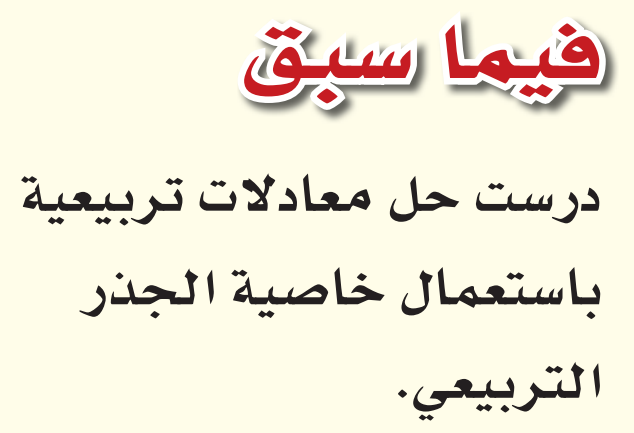 فيما سبق
درست حل معادلات تربيعية
باستعمال خاصية الجذر
التربيعي.